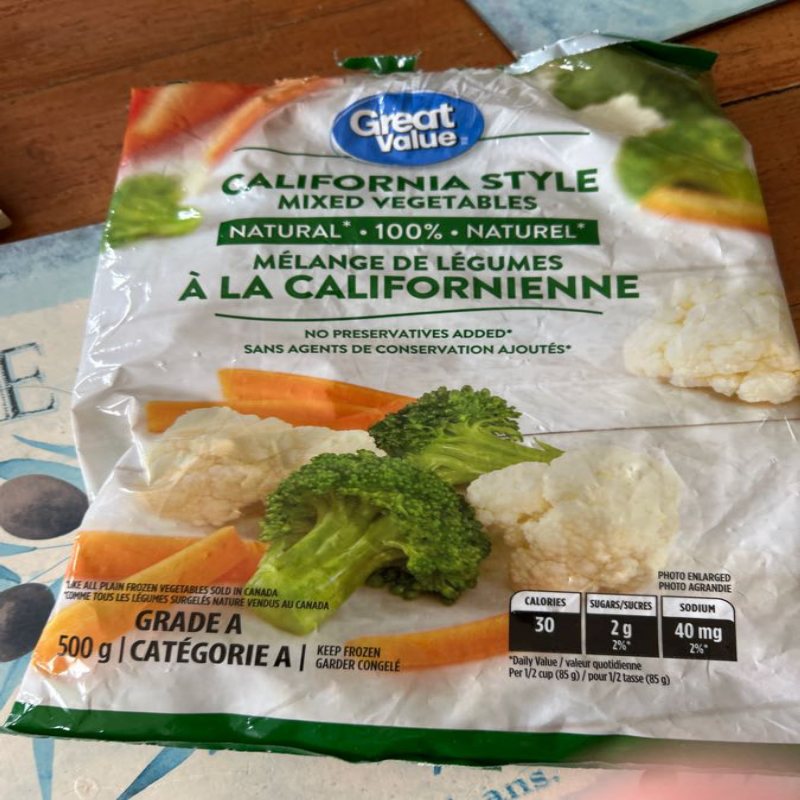 Great
Value
CALIFORNIA STYLE
MIXED VEGETABLES
NATURAL* • 100% • NATUREL*
MÉLANGE DE LÉGUMES
À LA CALIFORNIENNE
NO PRESERVATIVES ADDED*
SANS AGENTS DE CONSERVATION AJOUTÉS*
E
*LIKE ALL PLAIN FROZEN VEGETABLES SOLD IN CANADA
*COMME TOUS LES LÉGUMES SURGELÉS NATURE VENDUS AU CANADA
GRADE A
500 g | CATÉGORIE A |
KEEP FROZEN
GARDER CONGELÉ
PHOTO ENLARGED
PHOTO AGRANDIE
CALORIES
30
SUGARS/SUCRES
2 g
2%*
SODIUM
40 mg
2%*
*Daily Value / valeur quotidienne
Per 1/2 cup (85 g) / pour 1/2 tasse (85 g)
ans.